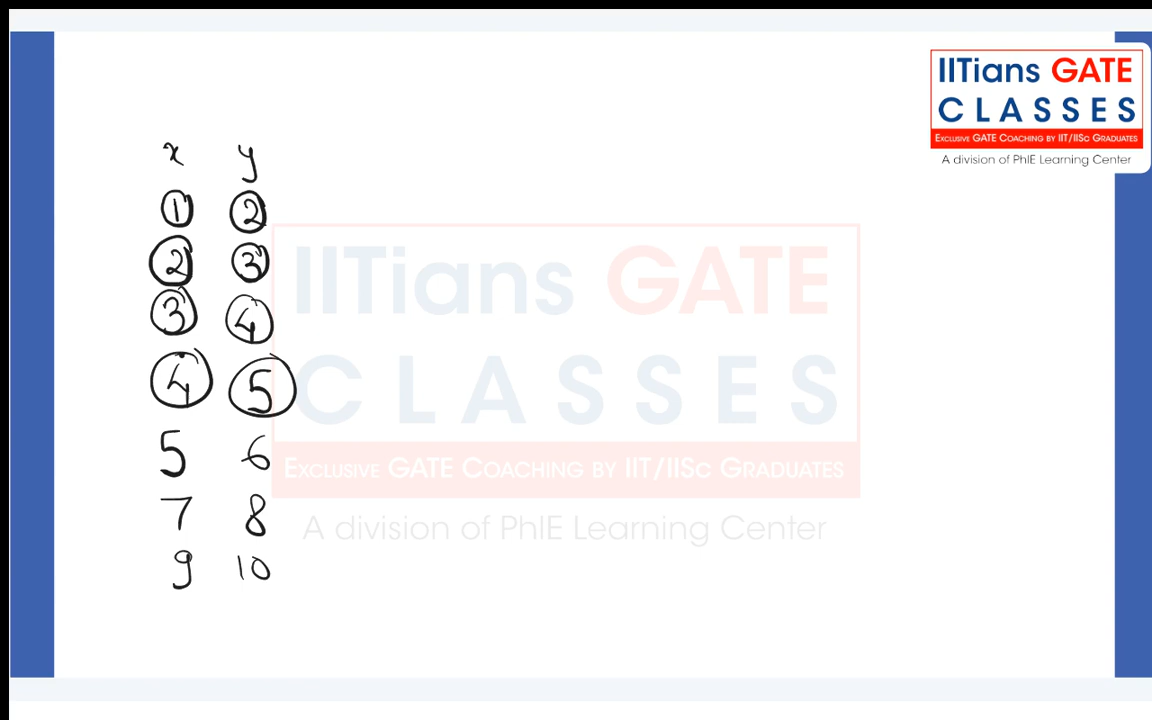 IITians GATE
CLASSES
EXCLUSIVE GATE COACHING BY IIT/IISC GRADUATES
A division of PhIE Learning Center
x y
1 2
2 3
3 4
4 5
5 6
7 8
9 10
IITians GATE
CLASSES
EXCLUSIVE GATE COACHING BY IIT/IISC GRADUATES
A division of PhIE Learning Center